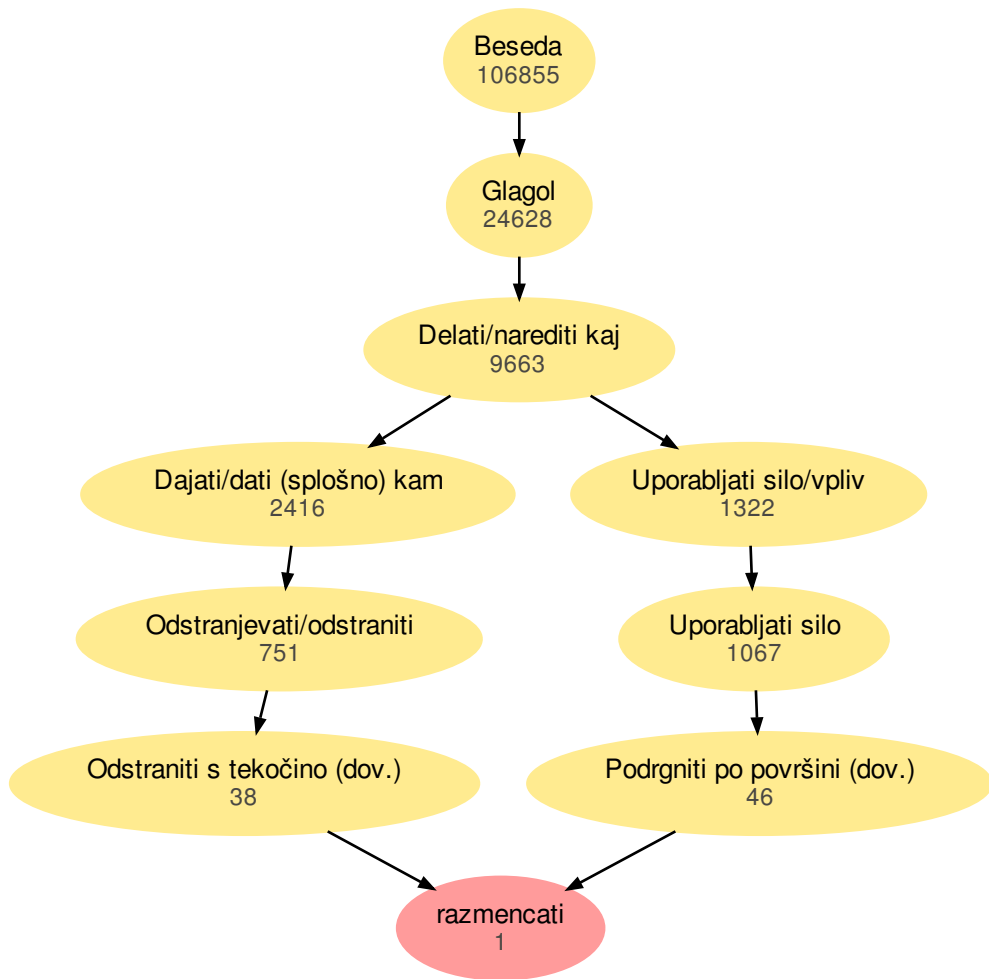 Beseda
106855
Glagol
24628
Delati/narediti kaj
9663
Dajati/dati (splošno) kam
2416
Uporabljati silo/vpliv
1322
Odstranjevati/odstraniti
751
Uporabljati silo
1067
Odstraniti s tekočino (dov.)
38
Podrgniti po površini (dov.)
46
razmencati
1